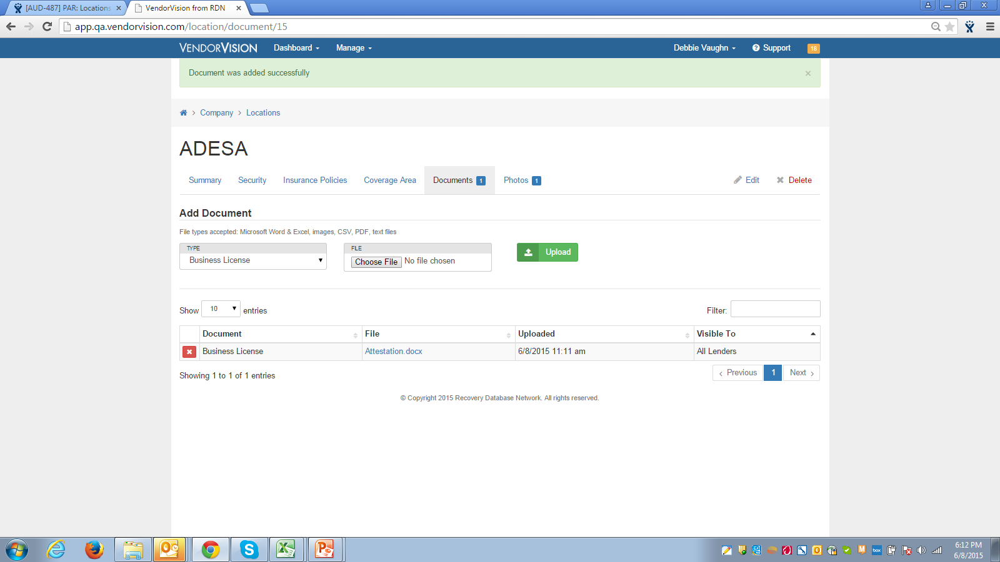 [AUD-487] PAR: Locations
VendorVision from RDN
app.qa.vendorvision.com/location/document/15
VENDORVISION Dashboard Manage Debbie Vaughn Support 18
Document was added successfully ×
Company > Locations
ADESA
Summary Security Insurance Policies Coverage Area Documents 1 Photos 1 Edit Delete
Add Document
File types accepted: Microsoft Word & Excel, images, CSV, PDF, text files
TYPE FILE
Business License Choose File No file chosen Upload
Show 10 entries Filter:
Document File Uploaded Visible To
Business License Attestation.docx 6/8/2015 11:11 am All Lenders
Showing 1 to 1 of 1 entries ‹ Previous 1 Next ›
© Copyright 2015 Recovery Database Network. All rights reserved.
6:12 PM
6/8/2015